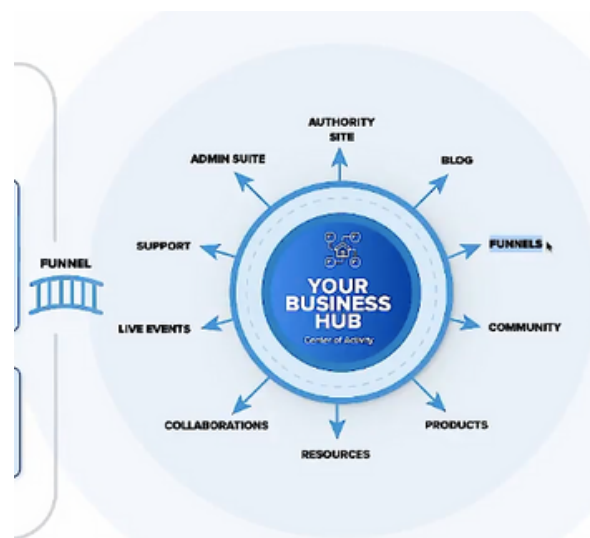 AUTHORITY
SITE
ADMIN SUITE
BLOG
SUPPORT
FUNNELS
FUNNEL
YOUR
BUSINESS
HUB
Center of Activity
LIVE EVENTS
COMMUNITY
COLLABORATIONS
PRODUCTS
RESOURCES